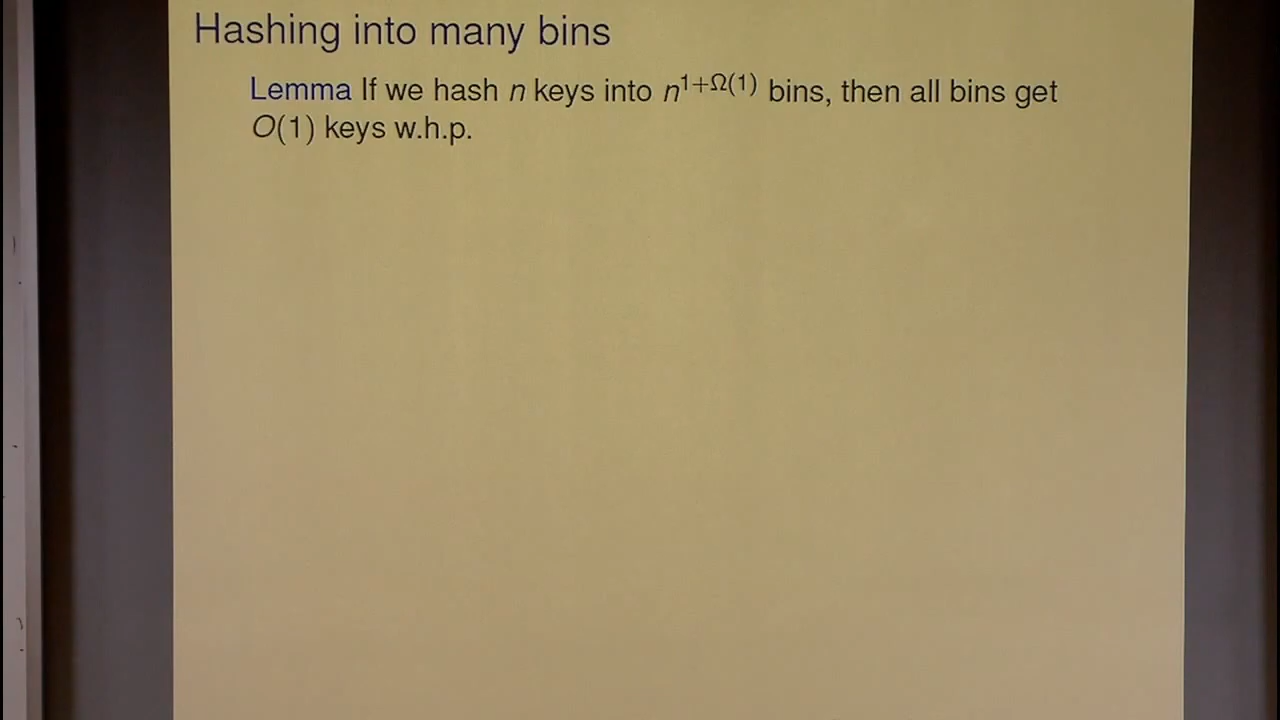 Hashing into many bins
Lemma If we hash n keys into n^{1+Ω(1)} bins, then all bins get
O(1) keys w.h.p.